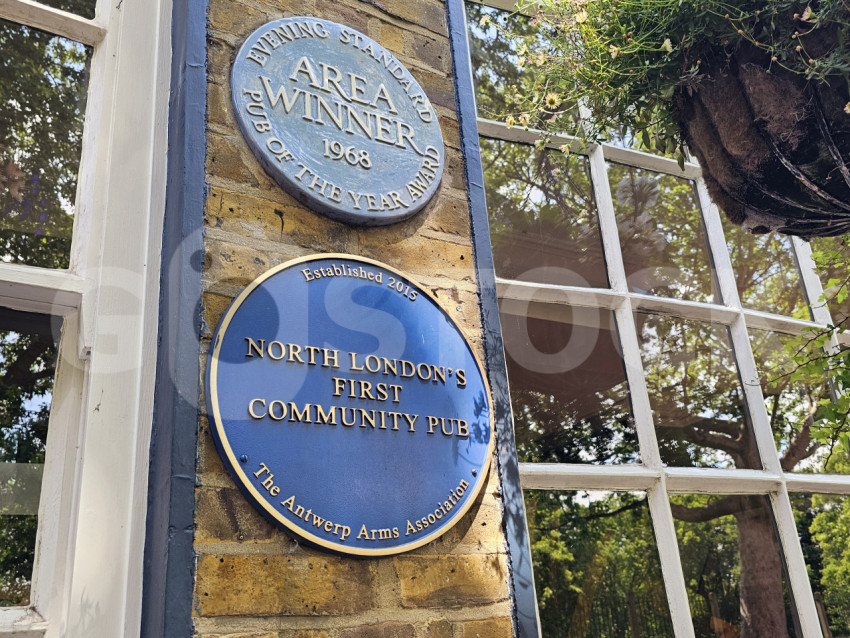 EVENING STANDARD
AREA
WINNER
1968
PUB OF THE YEAR AWARD
Established 2015
NORTH LONDON'S
FIRST
COMMUNITY PUB
The Antwerp Arms Association
GOSTOCK